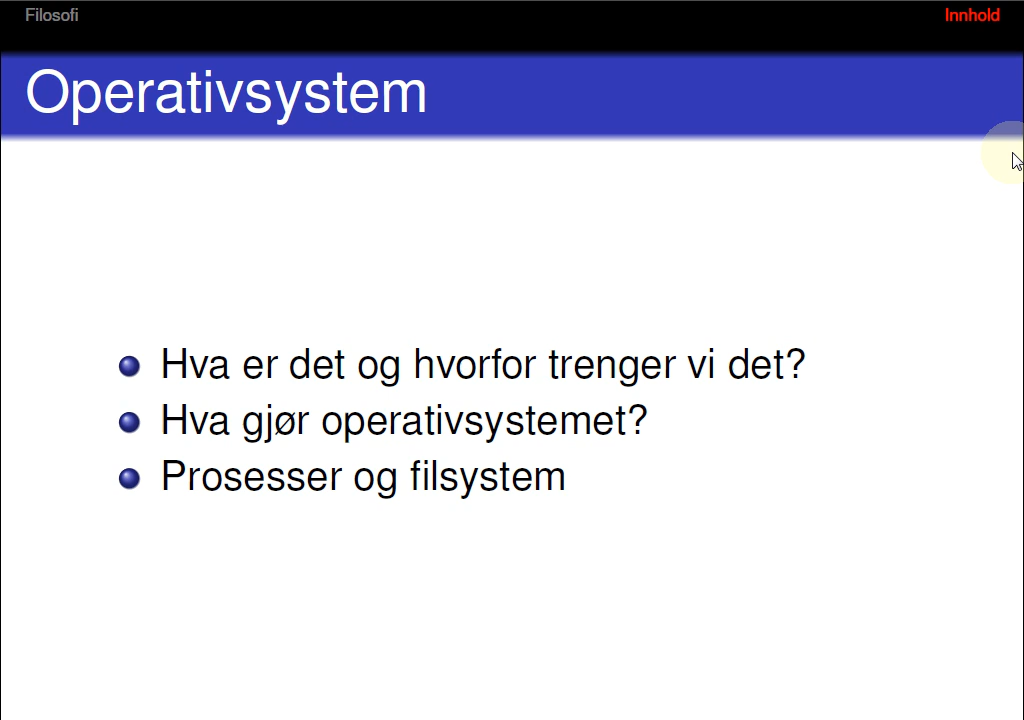 Filosofi
Innhold
Operativsystem
Hva er det og hvorfor trenger vi det?
Hva gjør operativsystemet?
Prosesser og filsystem